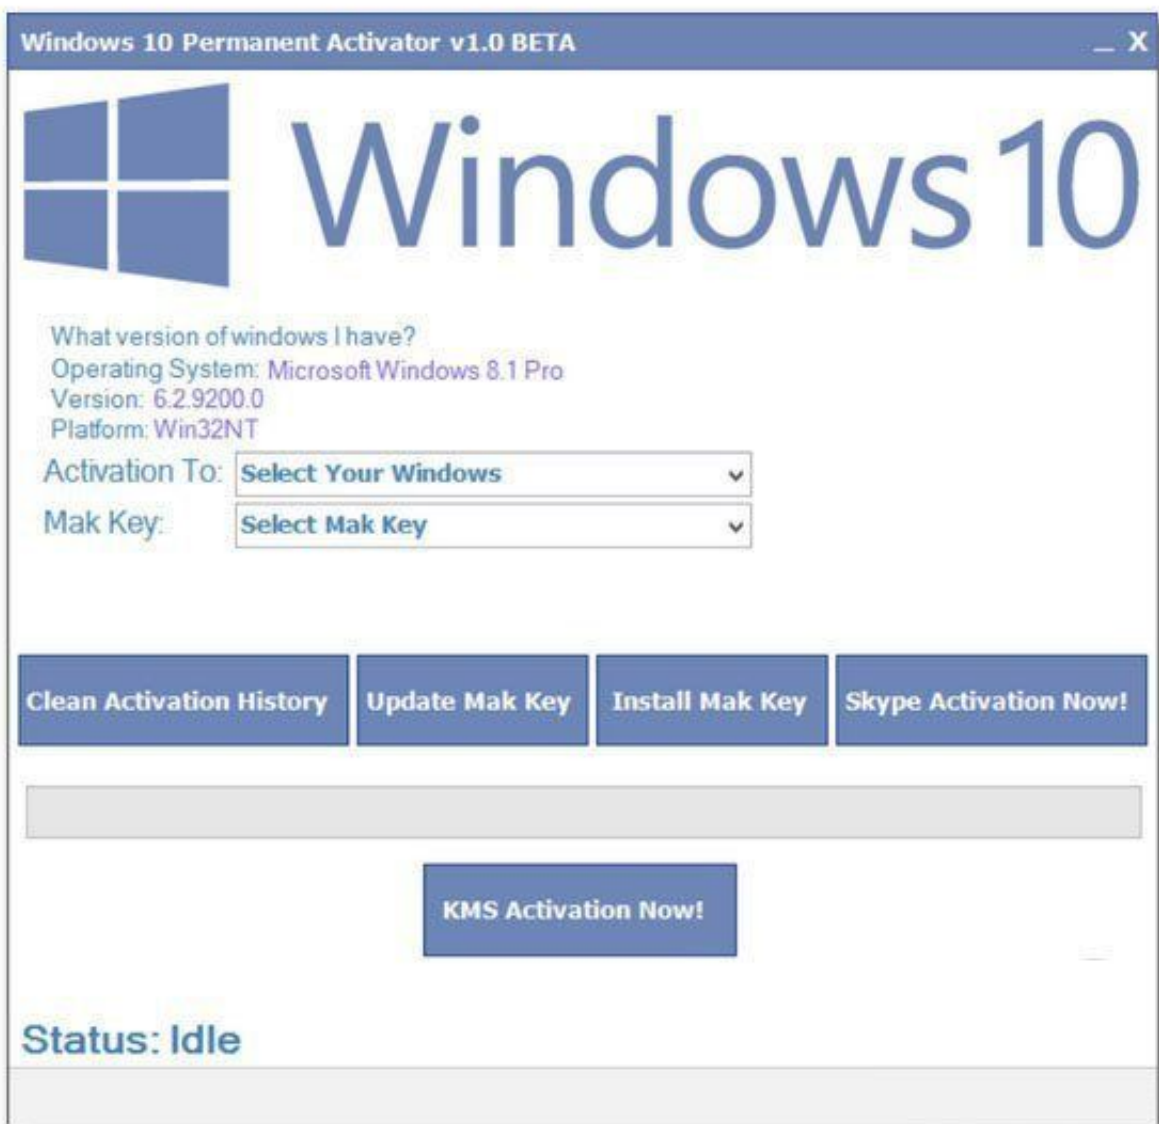 Windows 10 Permanent Activator v1.0 BETA _ X
Windows 10
What version of windows I have?
Operating System: Microsoft Windows 8.1 Pro
Version: 6.2.9200.0
Platform: Win32NT
Activation To: Select Your Windows
Mak Key: Select Mak Key
Clean Activation History Update Mak Key Install Mak Key Skype Activation Now!
KMS Activation Now!
Status: Idle